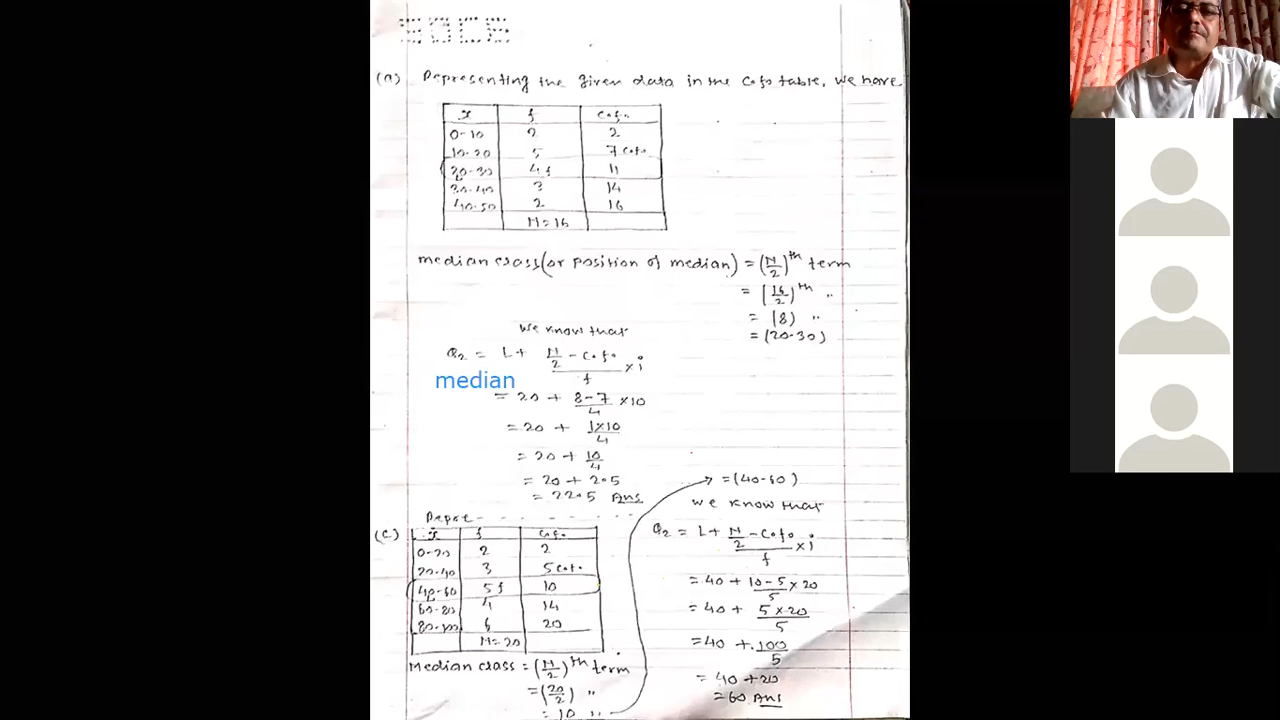 (a) Representing the given data in the c.f. table, we have
x f c.f.
0-10 2 2
10-20 5 7 c.f.
20-30 4 f 11
30-40 3 14
40-50 2 16
N=16
median class(or position of median) = (N/2)th term
= (16/2)th "
= (8) "
= (20-30)
we know that
Q2 = L+ N/2 - c.f. / f × i
median
= 20 + 8-7/4 ×10
= 20 + 1×10/4
= 20 + 10/4
= 20 + 2.5
= 22.5 Ans
(c) Repre - - - - - -
x f c.f.
0-20 2 2
20-40 3 5 c.f.
40-60 5 f 10
60-80 4 14
80-100 6 20
N=20
Median class = (N/2)th term
= (20/2) "
= 10 "
= (40-60)
we know that
Q2 = L+ N/2 - c.f. / f × i
= 40 + 10-5/5 × 20
= 40 + 5 × 20/5
= 40 + 100/5
= 40 +20
= 60 Ans